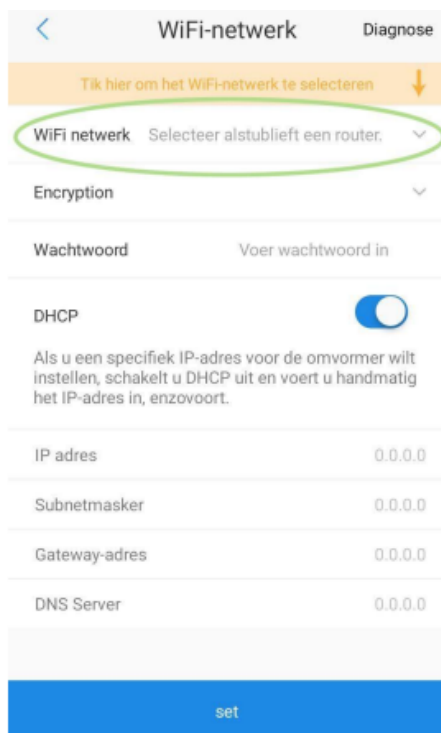 WiFi-netwerk Diagnose
Tik hier om het WiFi-netwerk te selecteren
WiFi netwerk Selecteer alstublieft een router.
Encryption
Wachtwoord Voer wachtwoord in
DHCP
Als u een specifiek IP-adres voor de omvormer wilt
instellen, schakelt u DHCP uit en voert u handmatig
het IP-adres in, enzovoort.
IP adres 0.0.0.0
Subnetmasker 0.0.0.0
Gateway-adres 0.0.0.0
DNS Server 0.0.0.0
set